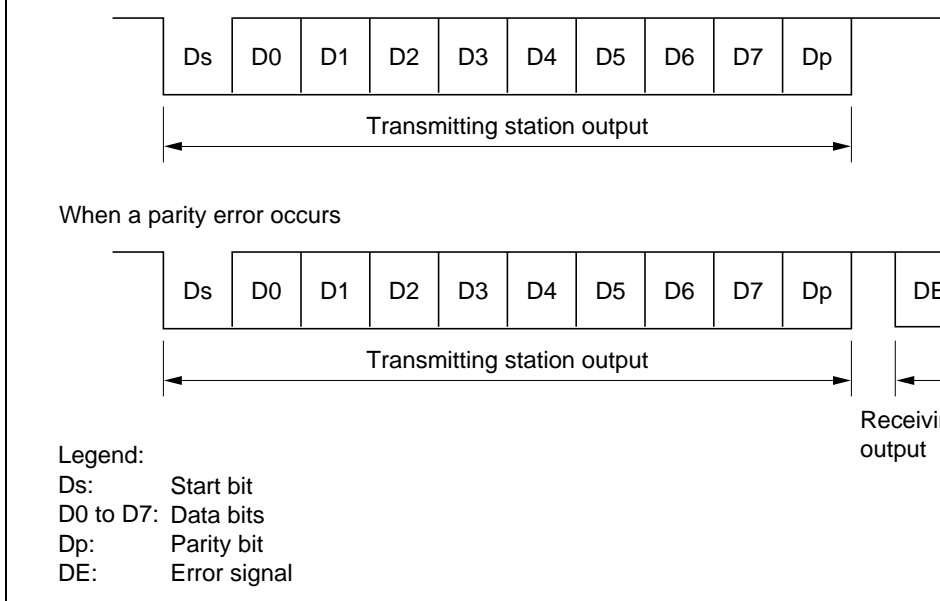 Ds D0 D1 D2 D3 D4 D5 D6 D7 Dp
Transmitting station output
When a parity error occurs
Ds D0 D1 D2 D3 D4 D5 D6 D7 Dp DE
Transmitting station output
output
Legend:
Ds: Start bit
D0 to D7: Data bits
Dp: Parity bit
DE: Error signal